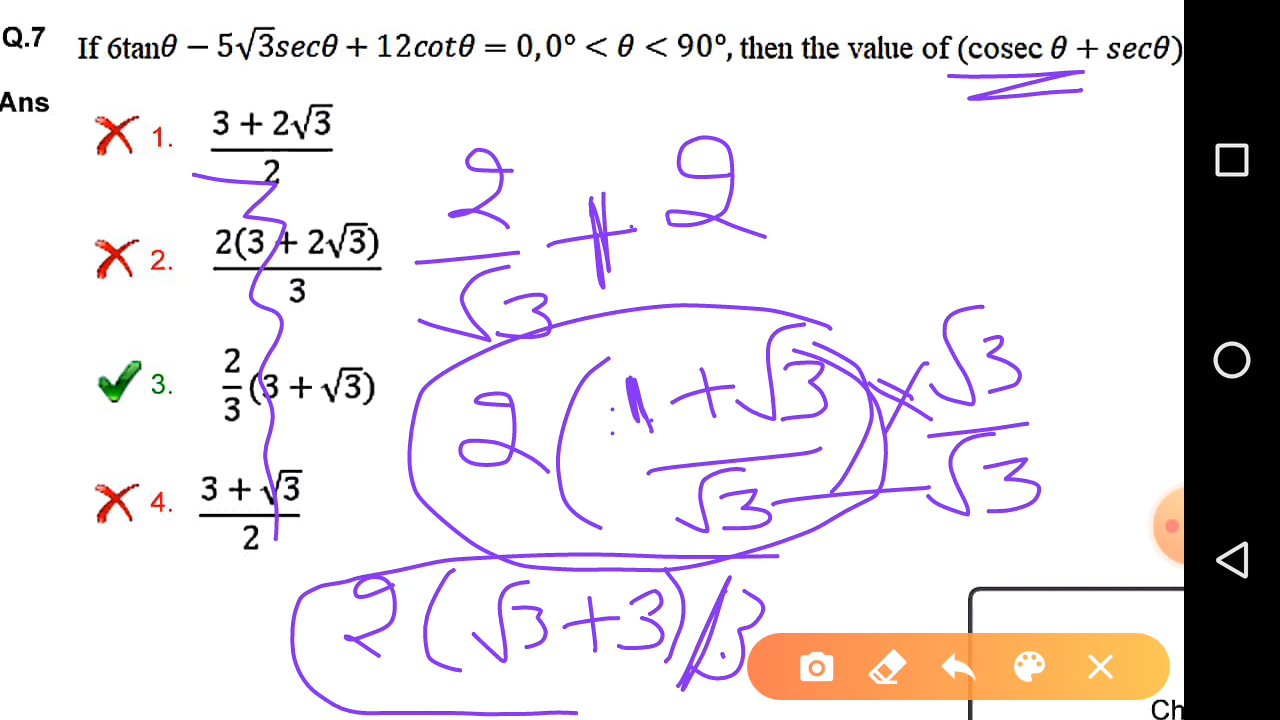 Q.7 If 6tanθ − 5√3secθ + 12cotθ = 0, 0° < θ < 90°, then the value of (cosec θ + secθ)
Ans
1. (3 + 2√3)/2
2. 2(3 + 2√3)/3
3. 2/3 (3 + √3)
4. (3 + √3)/2
2/√3 + 2
2((1 + √3)/√3) × √3/√3
2(√3 + 3)/3
Ch